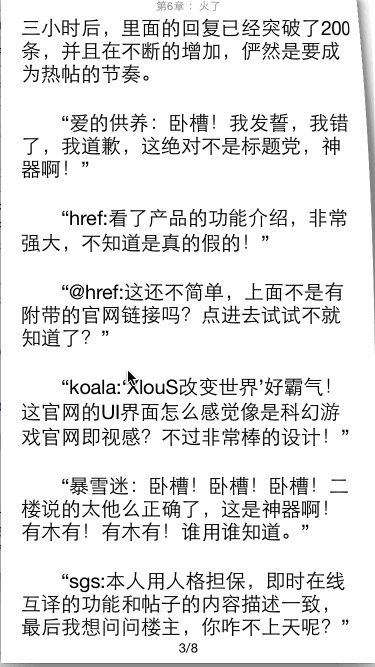 第6章：火了
三小时后，里面的回复已经突破了200
条，并且在不断的增加，俨然是要成
为热帖的节奏。
“爱的供养：卧槽！我发誓，我错
了，我道歉，这绝对不是标题党，神
器啊！”
“href:看了产品的功能介绍，非常
强大，不知道是真的假的！”
“@href:这还不简单，上面不是有
附带的官网链接吗？点进去试试不就
知道了？”
“koala:‘XlouS改变世界’好霸气！
这官网的UI界面怎么感觉像是科幻游
戏官网即视感？不过非常棒的设计！”
“暴雪迷：卧槽！卧槽！卧槽！二
楼说的太他么正确了，这是神器啊！
有木有！有木有！谁用谁知道。”
“sgs:本人用人格担保，即时在线
互译的功能和帖子的内容描述一致，
最后我想问问楼主，你咋不上天呢？”
3/8